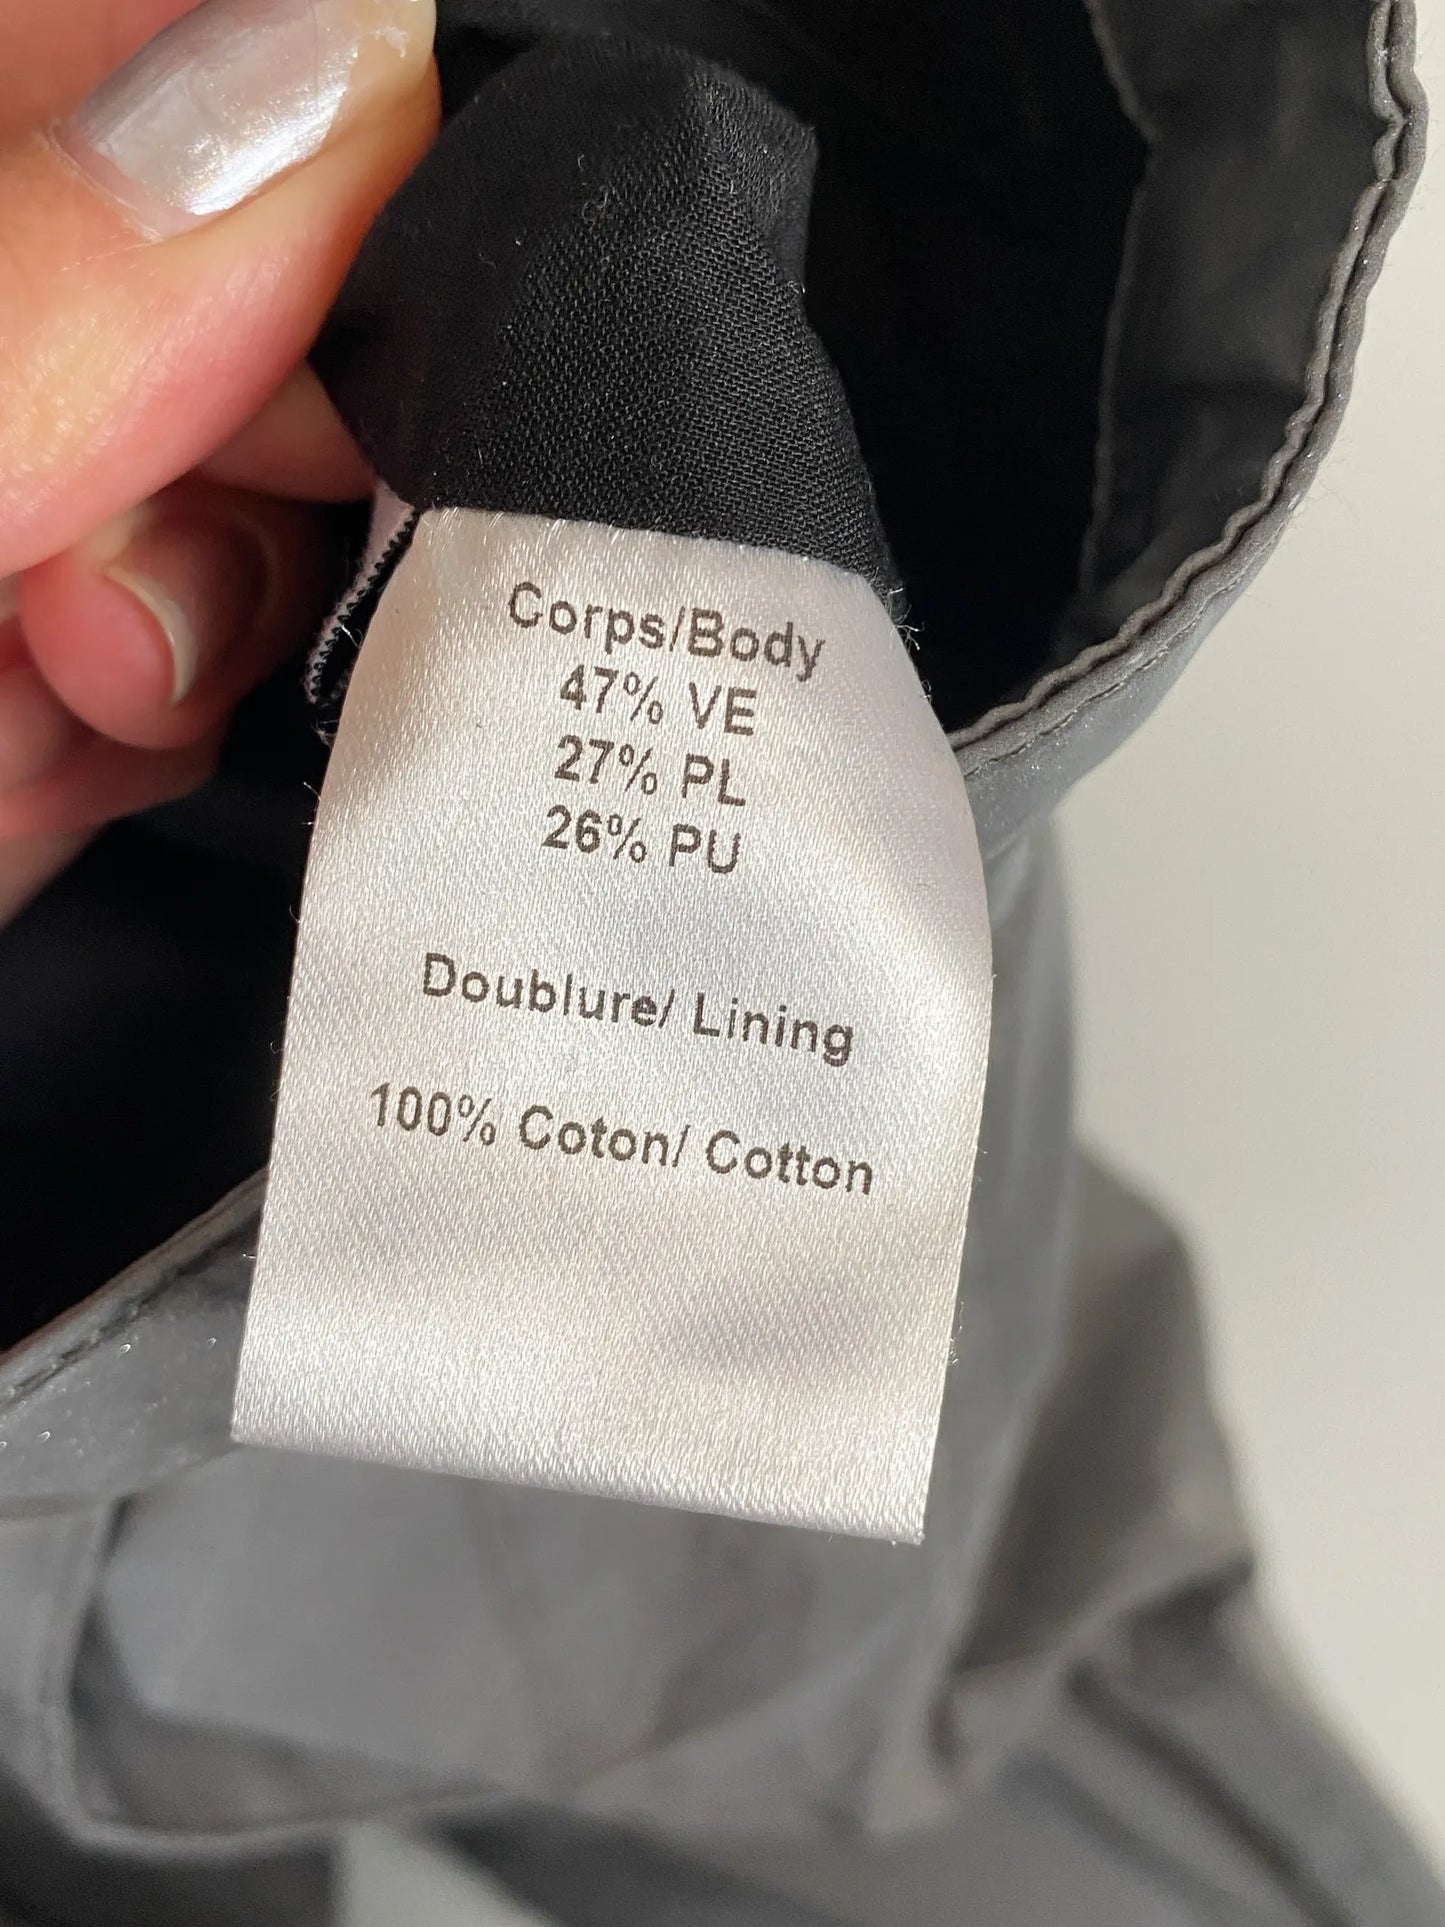 Corps/Body
47% VE
27% PL
26% PU
Doublure/ Lining
100% Coton/ Cotton